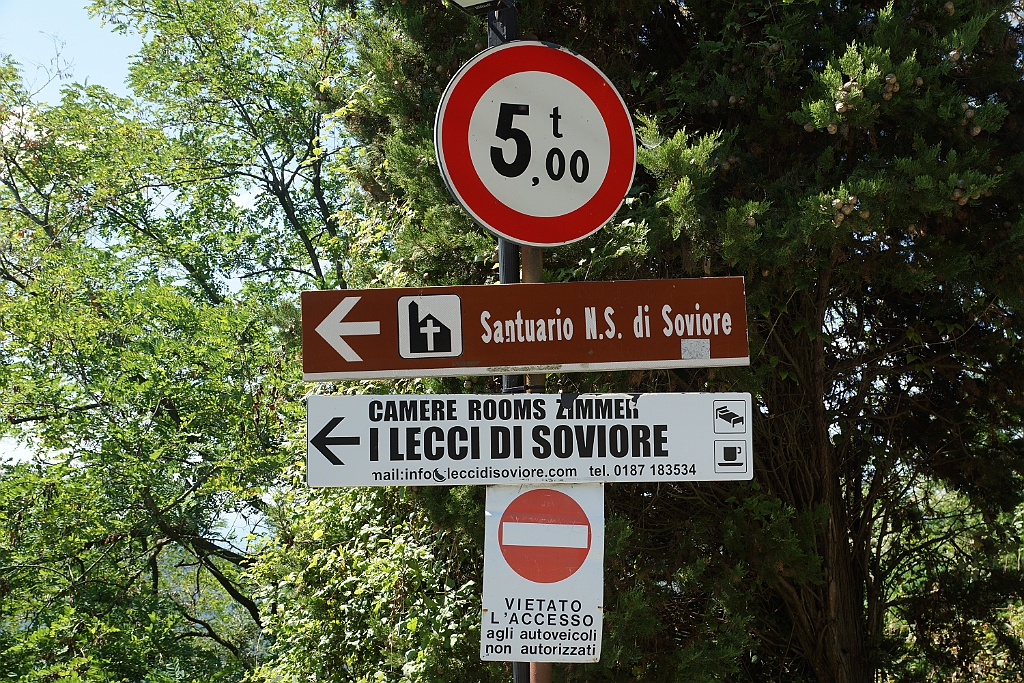 5,00 t
Santuario N.S. di Soviore
CAMERE ROOMS ZIMMER
I LECCI DI SOVIORE
mail:info@leccidisoviore.com tel. 0187 183534
VIETATO
L'ACCESSO
agli autoveicoli
non autorizzati